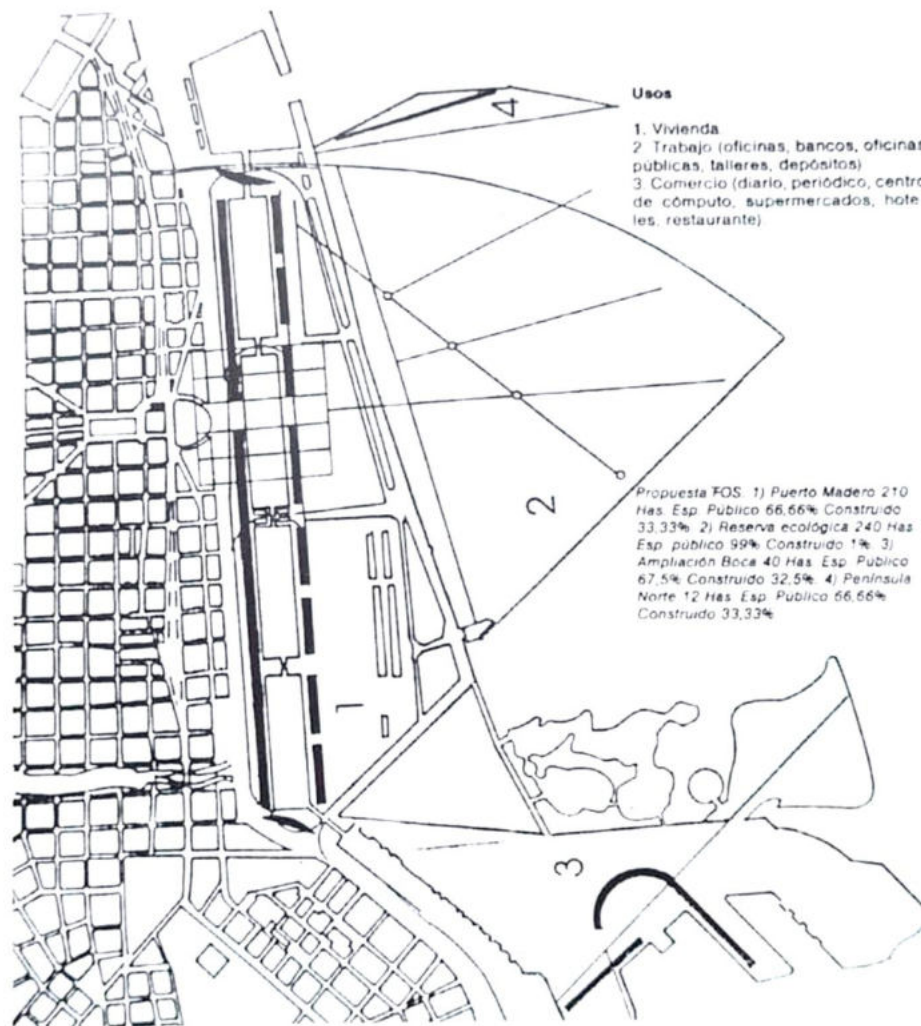 Usos
1. Vivienda
2. Trabajo (oficinas, bancos, oficinas
públicas, talleres, depósitos)
3. Comercio (diario, periódico, centro
de cómputo, supermercados, hote-
les, restaurante)
4
2
Propuesta FOS. 1) Puerto Madero 210
Has. Esp. Público 66,66% Construido
33,33%. 2) Reserva ecológica 240 Has
Esp. público 99% Construido 1%. 3)
Ampliación Boca 40 Has. Esp. Público
67,5% Construido 32,5%. 4) Península
Norte 12 Has. Esp. Público 66,66%
Construido 33,33%
1
3